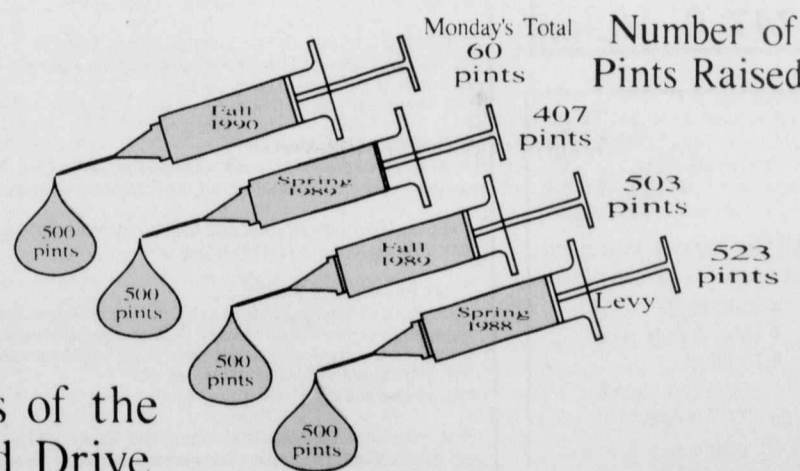 Monday's Total
60
pints
Number of
Pints Raised
Fall
1990
407
pints
Spring
1989
503
pints
Fall
1989
523
pints
Spring
1988
Levy
500
pints
500
pints
500
pints
500
pints
s of the
d Drive